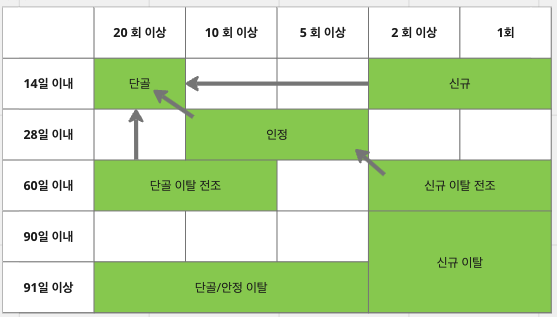 20 회 이상 10 회 이상 5 회 이상 2 회 이상 1회
14일 이내 단골 신규
28일 이내 인정
60일 이내 단골 이탈 전조 신규 이탈 전조
90일 이내
신규 이탈
91일 이상 단골/안정 이탈